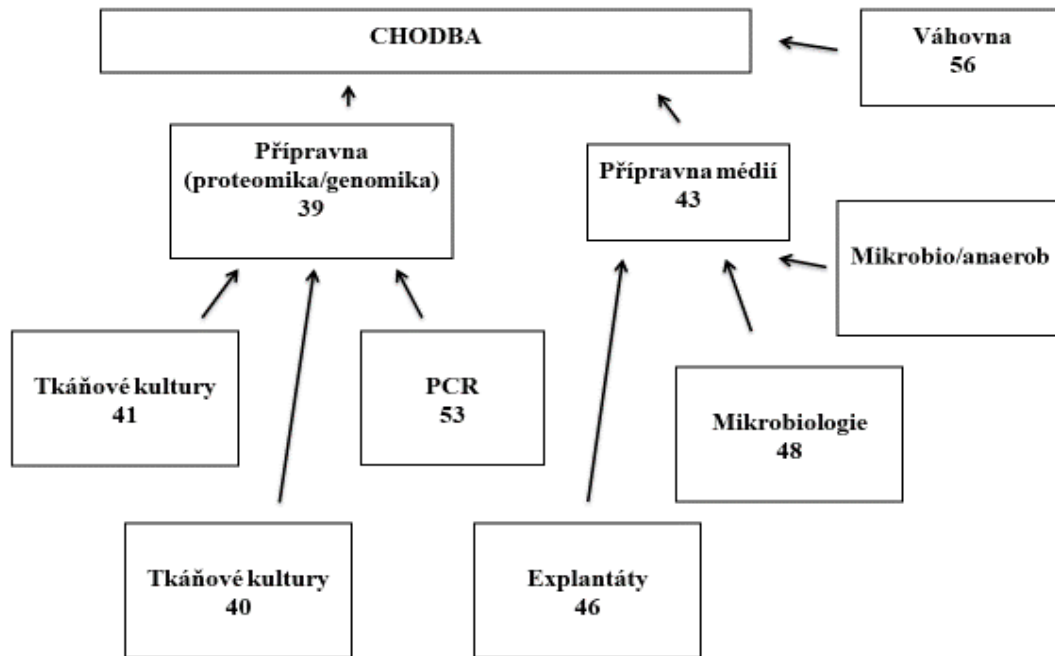 CHODBA
Váhovna
56
Přípravna
(proteomika/genomika)
39
Přípravna médií
43
Mikrobio/anaerob
Tkáňové kultury
41
PCR
53
Mikrobiologie
48
Tkáňové kultury
40
Explantáty
46